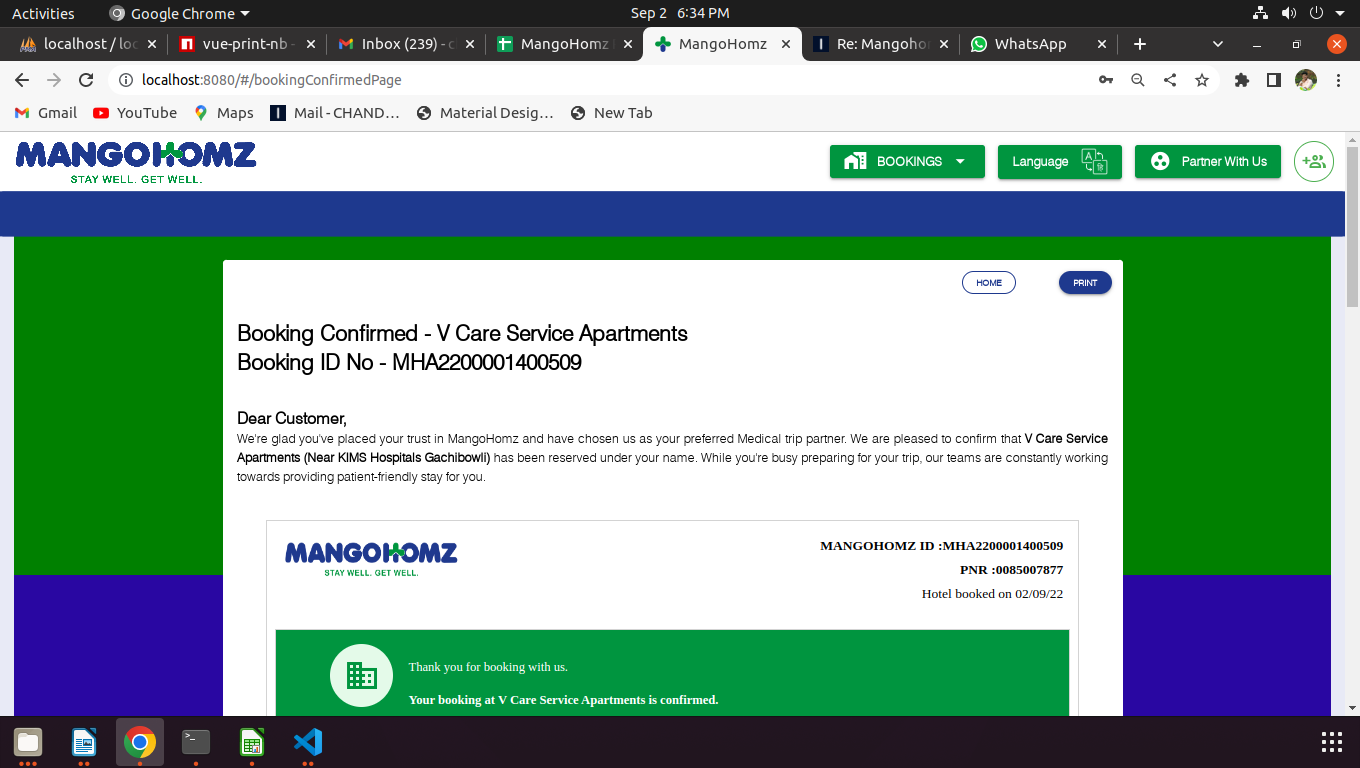 Activities
Google Chrome
Sep 2 6:34 PM
localhost / loc
vue-print-nb -
Inbox (239) - c
MangoHomz
MangoHomz
Re: Mangohor
WhatsApp
localhost:8080/#/bookingConfirmedPage
Gmail
YouTube
Maps
Mail - CHAND…
Material Desig…
New Tab
MANGOHOMZ
STAY WELL. GET WELL.
BOOKINGS
Language
Partner With Us
HOME
PRINT
Booking Confirmed - V Care Service Apartments
Booking ID No - MHA2200001400509
Dear Customer,
We're glad you've placed your trust in MangoHomz and have chosen us as your preferred Medical trip partner. We are pleased to confirm that V Care Service
Apartments (Near KIMS Hospitals Gachibowli) has been reserved under your name. While you're busy preparing for your trip, our teams are constantly working
towards providing patient-friendly stay for you.
MANGOHOMZ
STAY WELL. GET WELL.
MANGOHOMZ ID :MHA2200001400509
PNR :0085007877
Hotel booked on 02/09/22
Thank you for booking with us.
Your booking at V Care Service Apartments is confirmed.